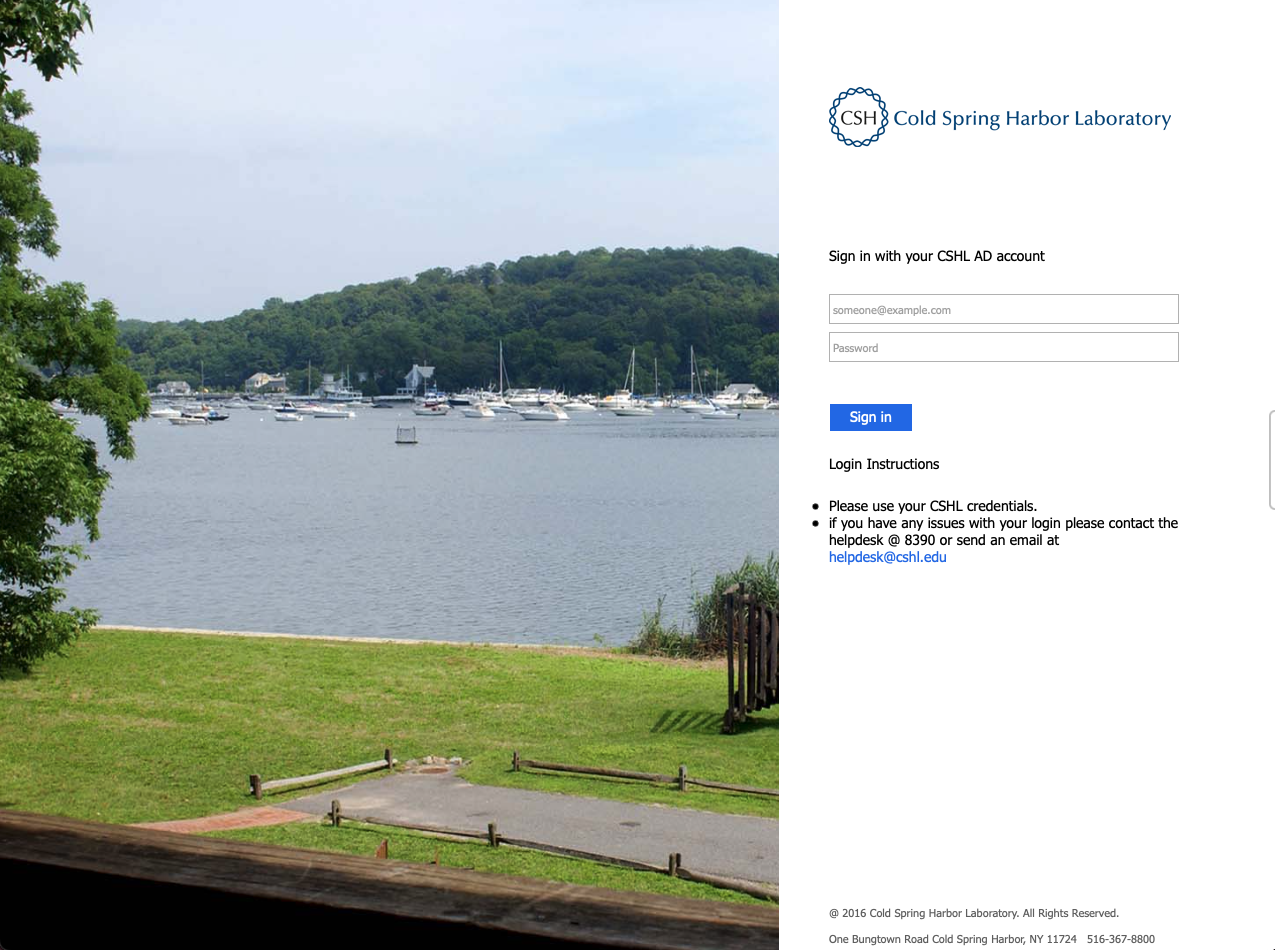 CSH Cold Spring Harbor Laboratory
Sign in with your CSHL AD account
someone@example.com
Password
Sign in
Login Instructions
Please use your CSHL credentials.
if you have any issues with your login please contact the
helpdesk @ 8390 or send an email at
helpdesk@cshl.edu
@ 2016 Cold Spring Harbor Laboratory. All Rights Reserved.
One Bungtown Road Cold Spring Harbor, NY 11724 516-367-8800